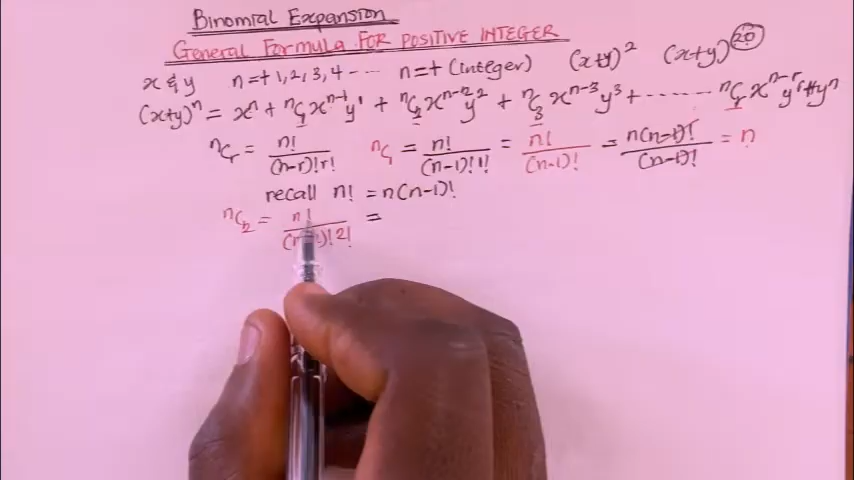 Binomial Expansion
General Formula FOR POSITIVE INTEGER
x & y n=+1,2,3,4 ---- n=+(integer) (x+y)² (x+y)²⁰
(x+y)ⁿ = xⁿ + ⁿC₁xⁿ⁻¹y¹ + ⁿC₂xⁿ⁻²y² + ⁿC₃xⁿ⁻³y³ + ------- ⁿCᵣxⁿ⁻ʳyʳ + yⁿ
ⁿCᵣ = n!/(n-r)!r! ⁿC₁ = n!/(n-1)!1! = n!/(n-1)! = n(n-1)!/(n-1)! = n
recall n! = n(n-1)!
ⁿC₂ = n!/(n-2)!2! =